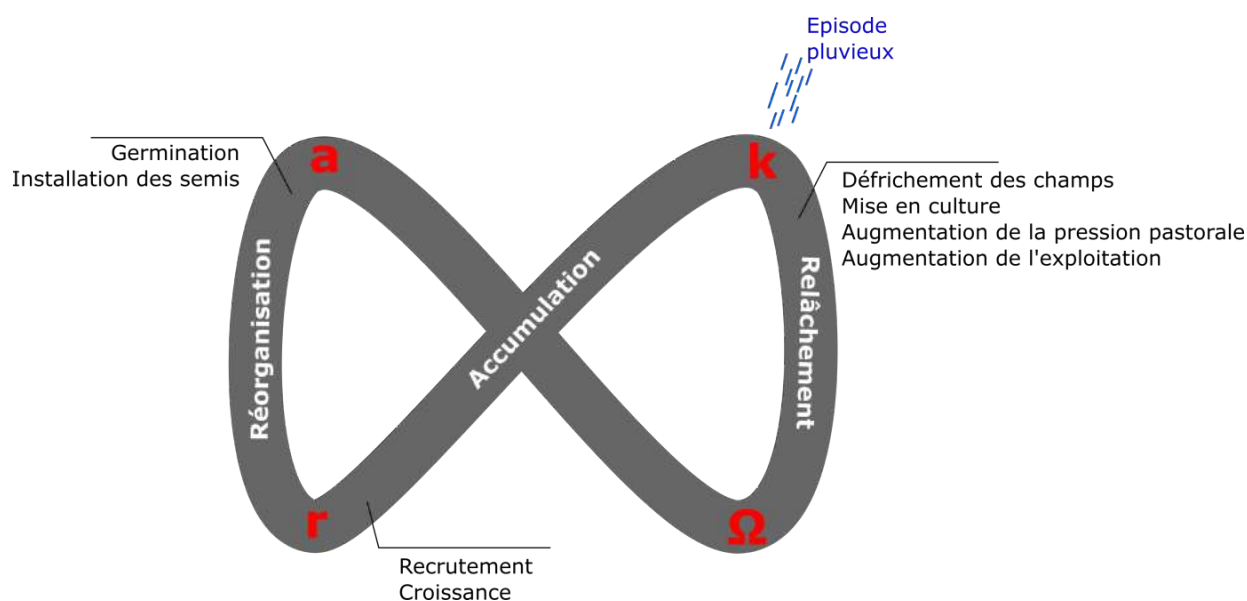 Episode
pluvieux
a
k
Germination
Installation des semis
Défrichement des champs
Mise en culture
Augmentation de la pression pastorale
Augmentation de l'exploitation
Réorganisation
Accumulation
Relâchement
r
Ω
Recrutement
Croissance